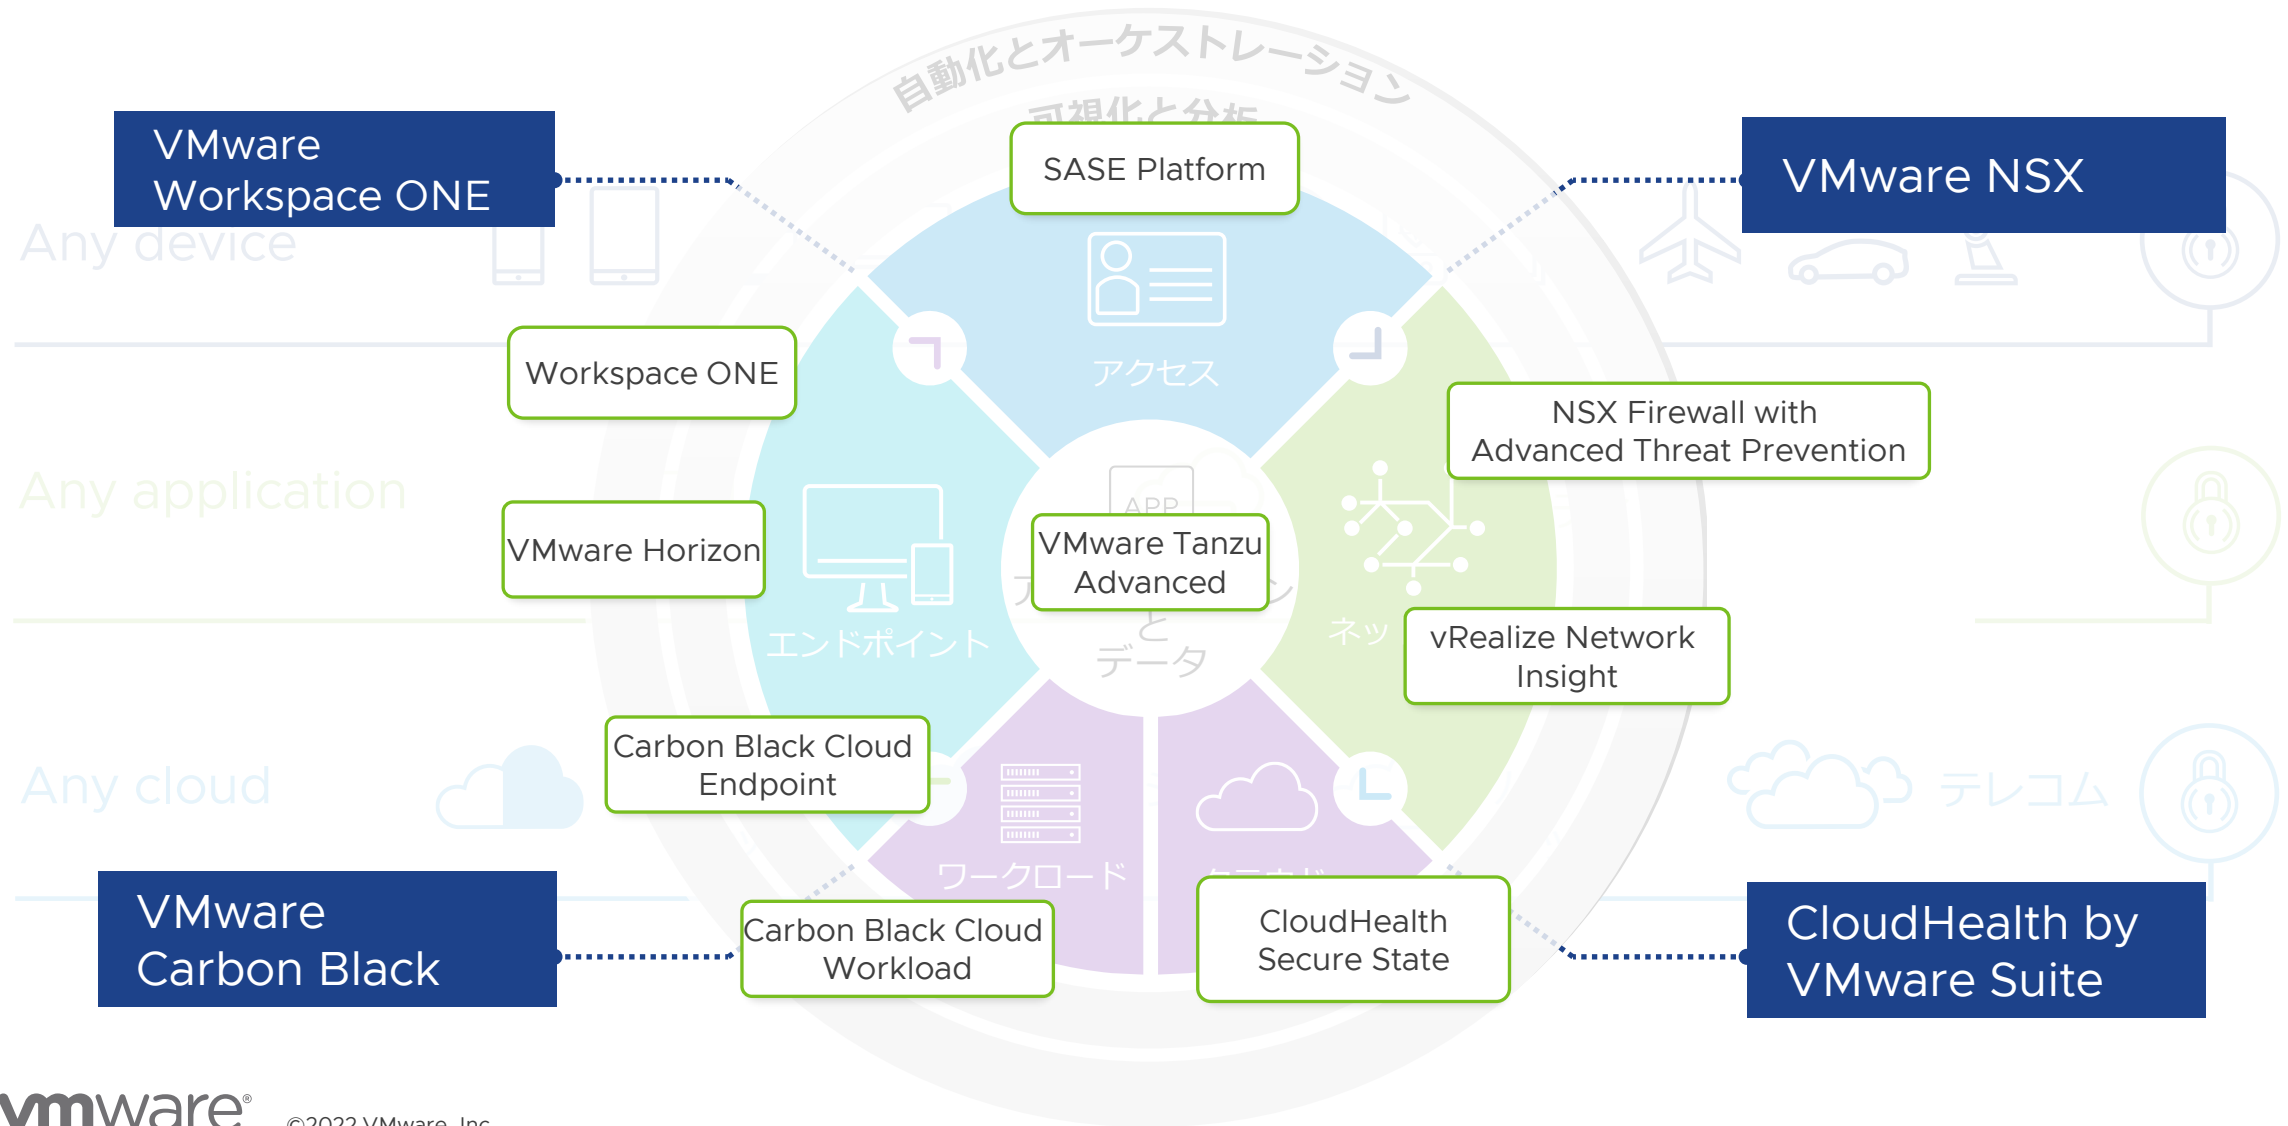 自動化とオーケストレーション
可視化と分析
VMware
Workspace ONE
SASE Platform
VMware NSX
Any device
Workspace ONE
アクセス
NSX Firewall with
Advanced Threat Prevention
Any application
APP
VMware Horizon
VMware Tanzu
Advanced
エンドポイント
と
データ
ネッ
vRealize Network
Insight
Carbon Black Cloud
Endpoint
Any cloud
テレコム
ワークロード
クラウド
VMware
Carbon Black
Carbon Black Cloud
Workload
CloudHealth
Secure State
CloudHealth by
VMware Suite
vmware®
©2022 VMware, Inc.